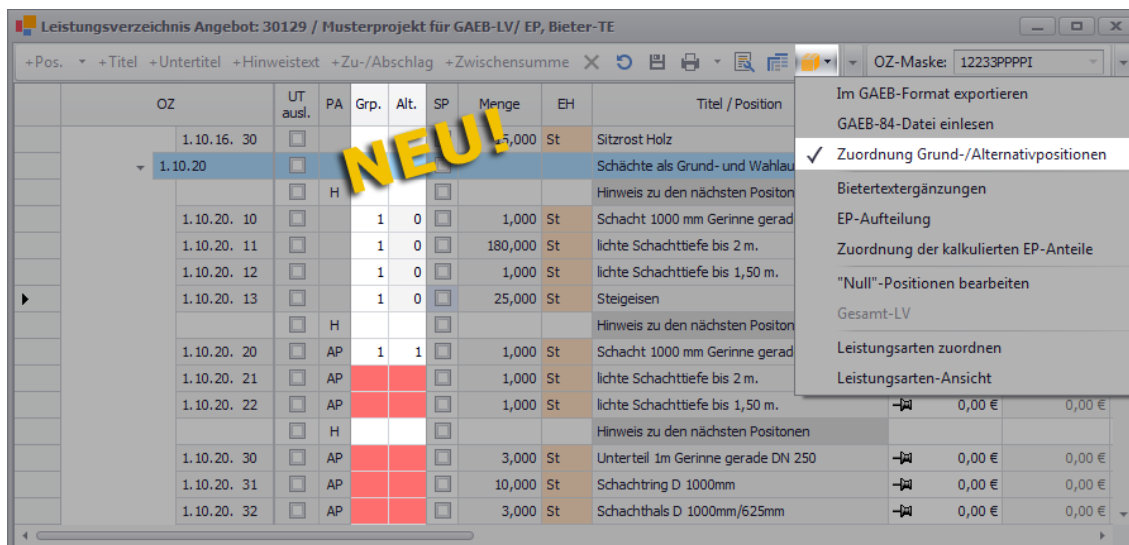 Leistungsverzeichnis Angebot: 30129 / Musterprojekt für GAEB-LV/ EP, Bieter-TE
+Pos. +Titel +Untertitel +Hinweistext +Zu-/Abschlag +Zwischensumme OZ-Maske: 12233PPPPI
OZ UT ausl. PA Grp. Alt. SP Menge EH Titel / Position
Im GAEB-Format exportieren
GAEB-84-Datei einlesen
Zuordnung Grund-/Alternativpositionen
Bietertextergänzungen
EP-Aufteilung
Zuordnung der kalkulierten EP-Anteile
"Null"-Positionen bearbeiten
Gesamt-LV
Leistungsarten zuordnen
Leistungsarten-Ansicht
NEU!
1.10.16. 30 5,000 St Sitzrost Holz
1.10.20 Schächte als Grund- und Wahlau
H Hinweis zu den nächsten Positon
1.10.20. 10 1 0 1,000 St Schacht 1000 mm Gerinne gerad
1.10.20. 11 1 0 180,000 St lichte Schachttiefe bis 2 m.
1.10.20. 12 1 0 1,000 St lichte Schachttiefe bis 1,50 m.
1.10.20. 13 1 0 25,000 St Steigeisen
H Hinweis zu den nächsten Positon
1.10.20. 20 AP 1 1 1,000 St Schacht 1000 mm Gerinne gerad
1.10.20. 21 AP 1,000 St lichte Schachttiefe bis 2 m.
1.10.20. 22 AP 1,000 St lichte Schachttiefe bis 1,50 m. 0,00 € 0,00 €
H Hinweis zu den nächsten Positonen
1.10.20. 30 AP 3,000 St Unterteil 1m Gerinne gerade DN 250 0,00 € 0,00 €
1.10.20. 31 AP 10,000 St Schachtring D 1000mm 0,00 € 0,00 €
1.10.20. 32 AP 3,000 St Schachthals D 1000mm/625mm 0,00 € 0,00 €